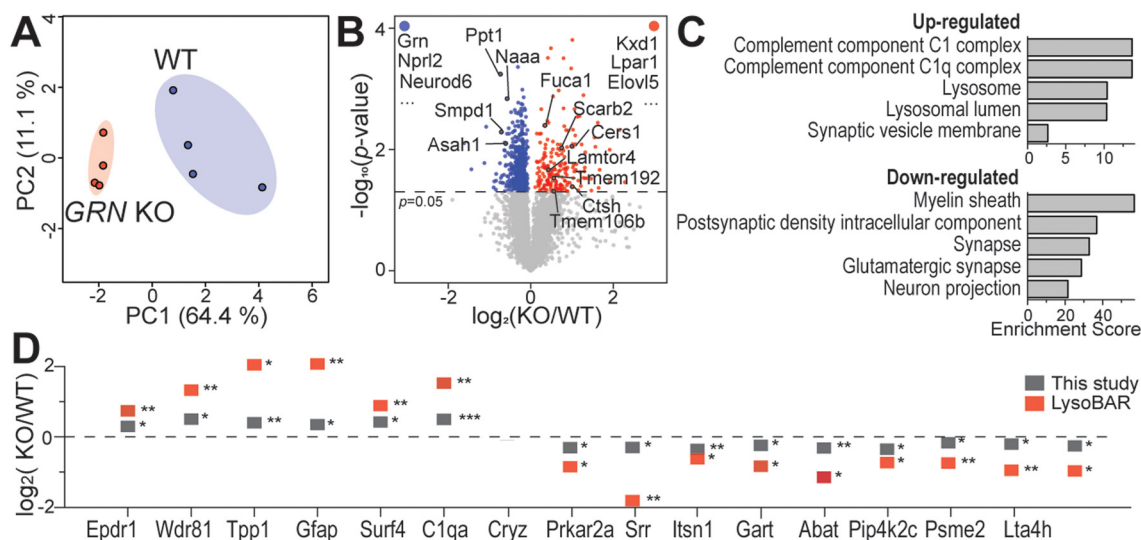 A
4
2
0
-2
PC2 (11.1 %)
WT
GRN KO
-2 0 2 4 6
PC1 (64.4 %)
B
4
2
0
-log₁₀(p-value)
Grn
Nprl2
Neurod6
...
Ppt1
Naaa
Smpd1
Asah1
Kxd1
Lpar1
Elovl5
...
Fuca1
Scarb2
Cers1
Lamtor4
Tmem192
Ctsh
Tmem106b
p=0.05
-2 0 2
log₂(KO/WT)
C
Up-regulated
Complement component C1 complex
Complement component C1q complex
Lysosome
Lysosomal lumen
Synaptic vesicle membrane
0 5 10
Down-regulated
Myelin sheath
Postsynaptic density intracellular component
Synapse
Glutamatergic synapse
Neuron projection
0 20 40
Enrichment Score
D
2
0
-2
log₂( KO/WT)
** ** * ** ** **
* * ** * * ***
* * ** * ** * * * *
* ** * * * * ** ** *
This study
LysoBAR
Epdr1 Wdr81 Tpp1 Gfap Surf4 C1qa Cryz Prkar2a Srr Itsn1 Gart Abat Pip4k2c Psme2 Lta4h